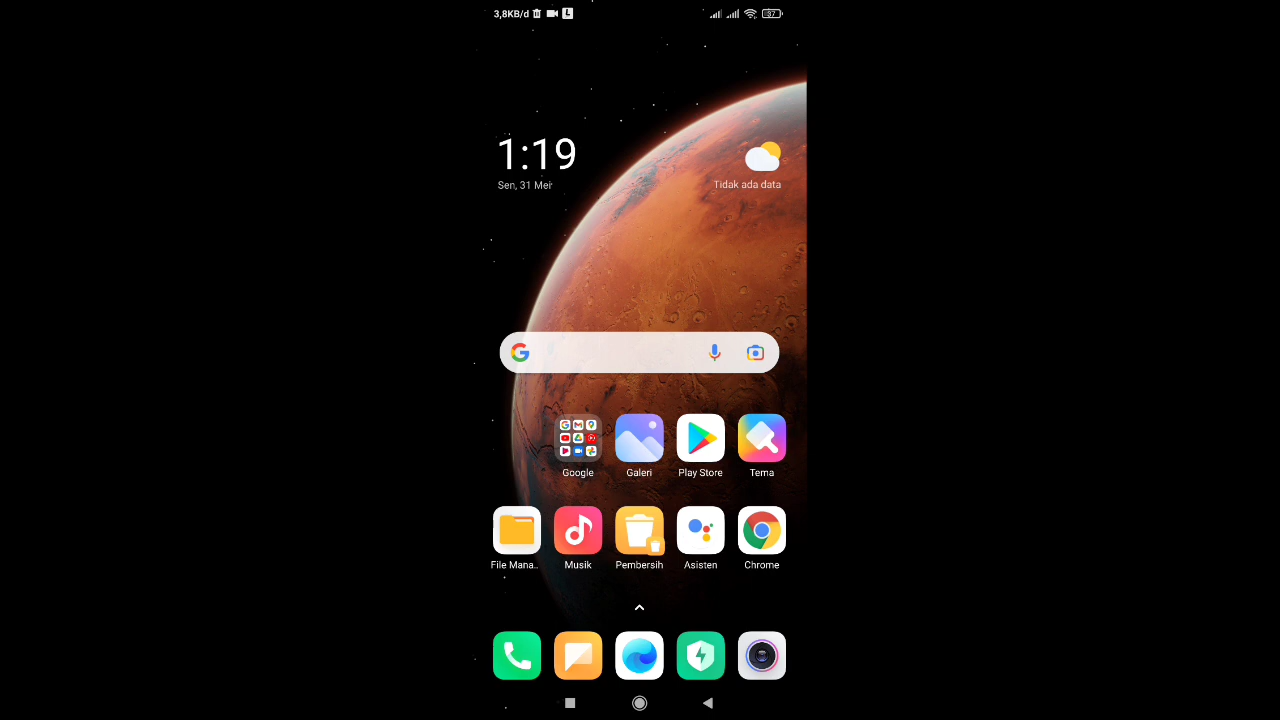 3,8KB/d
37
1:19
Sen, 31 Mei
Tidak ada data
Google
Galeri
Play Store
Tema
File Mana..
Musik
Pembersih
Asisten
Chrome